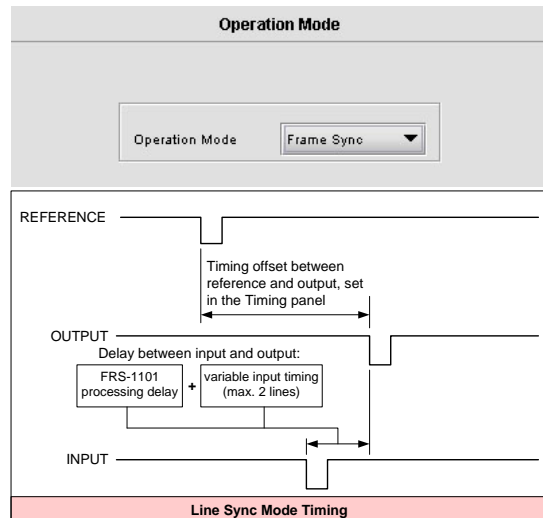 Operation Mode
Operation Mode
Frame Sync
REFERENCE
Timing offset between
reference and output, set
in the Timing panel
OUTPUT
Delay between input and output:
FRS-1101
processing delay
+
variable input timing
(max. 2 lines)
INPUT
Line Sync Mode Timing